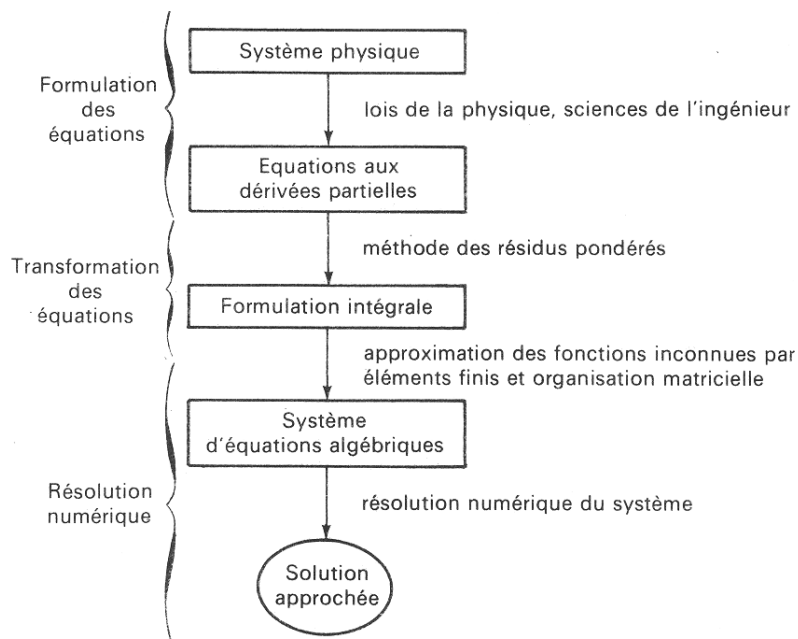 Système physique
Formulation
des
équations
lois de la physique, sciences de l'ingénieur
Equations aux
dérivées partielles
méthode des résidus pondérés
Transformation
des
équations
Formulation intégrale
approximation des fonctions inconnues par
éléments finis et organisation matricielle
Système
d'équations algébriques
Résolution
numérique
résolution numérique du système
Solution
approchée